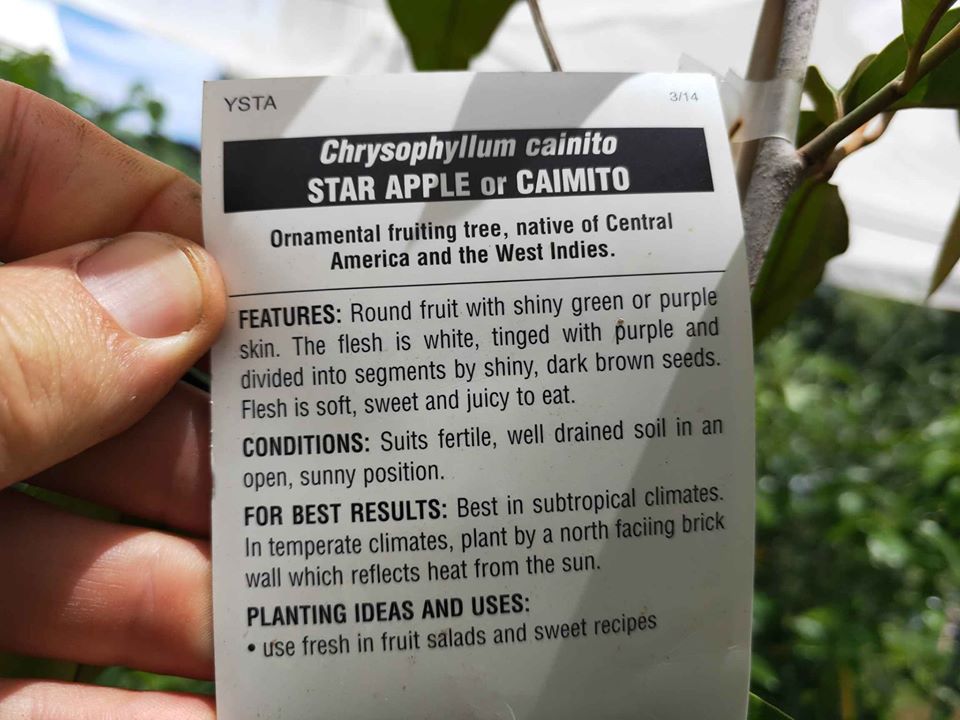 YSTA 3/14
Chrysophyllum cainito
STAR APPLE or CAIMITO
Ornamental fruiting tree, native of Central
America and the West Indies.
FEATURES: Round fruit with shiny green or purple
skin. The flesh is white, tinged with purple and
divided into segments by shiny, dark brown seeds.
Flesh is soft, sweet and juicy to eat.
CONDITIONS: Suits fertile, well drained soil in an
open, sunny position.
FOR BEST RESULTS: Best in subtropical climates.
In temperate climates, plant by a north faciing brick
wall which reflects heat from the sun.
PLANTING IDEAS AND USES:
• use fresh in fruit salads and sweet recipes